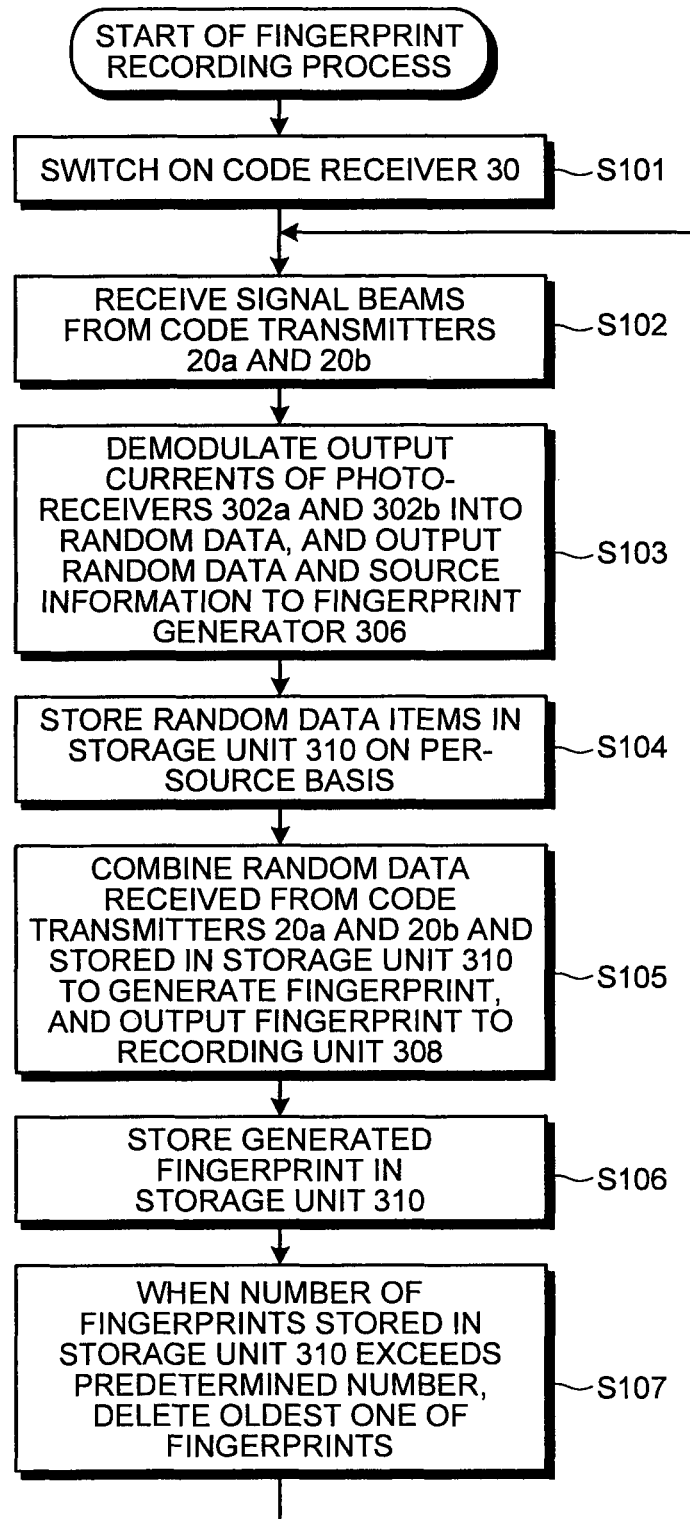 START OF FINGERPRINT
RECORDING PROCESS
SWITCH ON CODE RECEIVER 30
S101
RECEIVE SIGNAL BEAMS
FROM CODE TRANSMITTERS
20a AND 20b
S102
DEMODULATE OUTPUT
CURRENTS OF PHOTO-
RECEIVERS 302a AND 302b INTO
RANDOM DATA, AND OUTPUT
RANDOM DATA AND SOURCE
INFORMATION TO FINGERPRINT
GENERATOR 306
S103
STORE RANDOM DATA ITEMS IN
STORAGE UNIT 310 ON PER-
SOURCE BASIS
S104
COMBINE RANDOM DATA
RECEIVED FROM CODE
TRANSMITTERS 20a AND 20b AND
STORED IN STORAGE UNIT 310
TO GENERATE FINGERPRINT,
AND OUTPUT FINGERPRINT TO
RECORDING UNIT 308
S105
STORE GENERATED
FINGERPRINT IN
STORAGE UNIT 310
S106
WHEN NUMBER OF
FINGERPRINTS STORED IN
STORAGE UNIT 310 EXCEEDS
PREDETERMINED NUMBER,
DELETE OLDEST ONE OF
FINGERPRINTS
S107